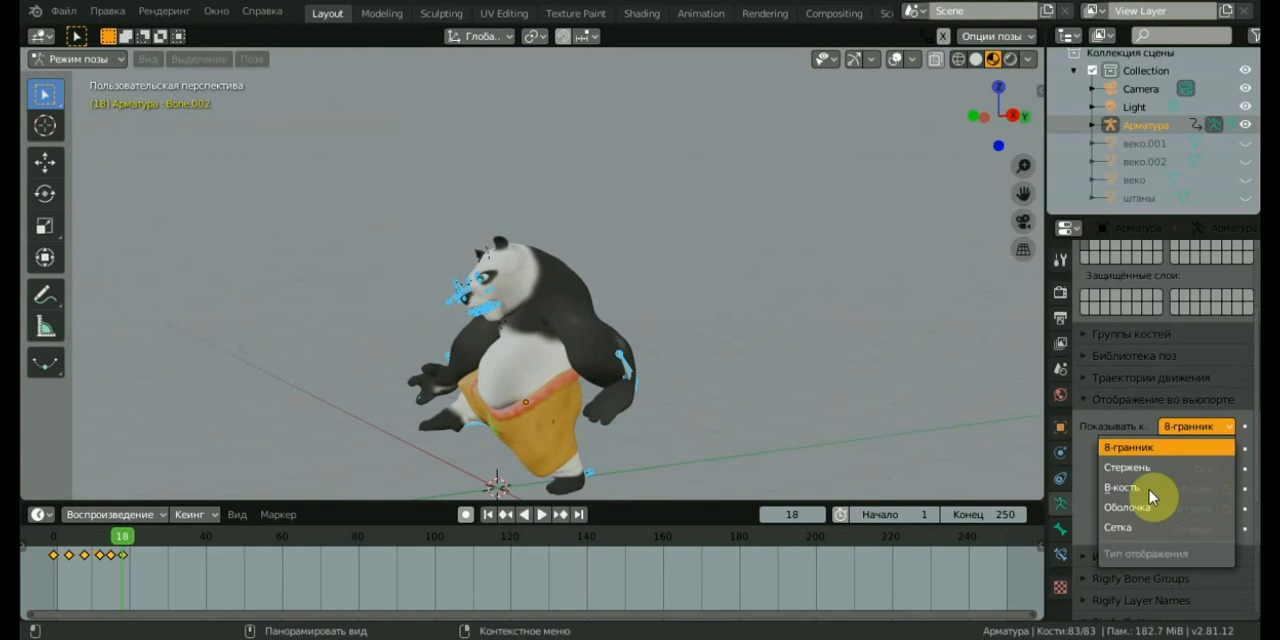 Файл Правка Рендеринг Окно Справка Layout Modeling Sculpting UV Editing Texture Paint Shading Animation Rendering Compositing Sc Scene View Layer
Глоба.. X Опции позы
Режим позы Вид Выделение Поза
Пользовательская перспектива
(18) Арматура : Bone.002
Z
X Y
Коллекция сцены
Collection
Camera
Light
Арматура
веко.001
веко.002
веко
штаны
Арматура Арматура
Защищённые слои:
Группы костей
Библиотека поз
Траектории движения
Отображение во вьюпорте
Показывать к.. 8-гранник
8-гранник
Стержень
B-кость
Оболочка
Сетка
Тип отображения
Rigify Bone Groups
Rigify Layer Names
Воспроизведение Кеинг Вид Маркер 18 Начало 1 Конец 250
0 18 40 60 80 100 120 140 160 180 200 220 240
Панорамировать вид Контекстное меню Арматура | Кости:83/83 | Пам.: 182.7 MiB | v2.81.12